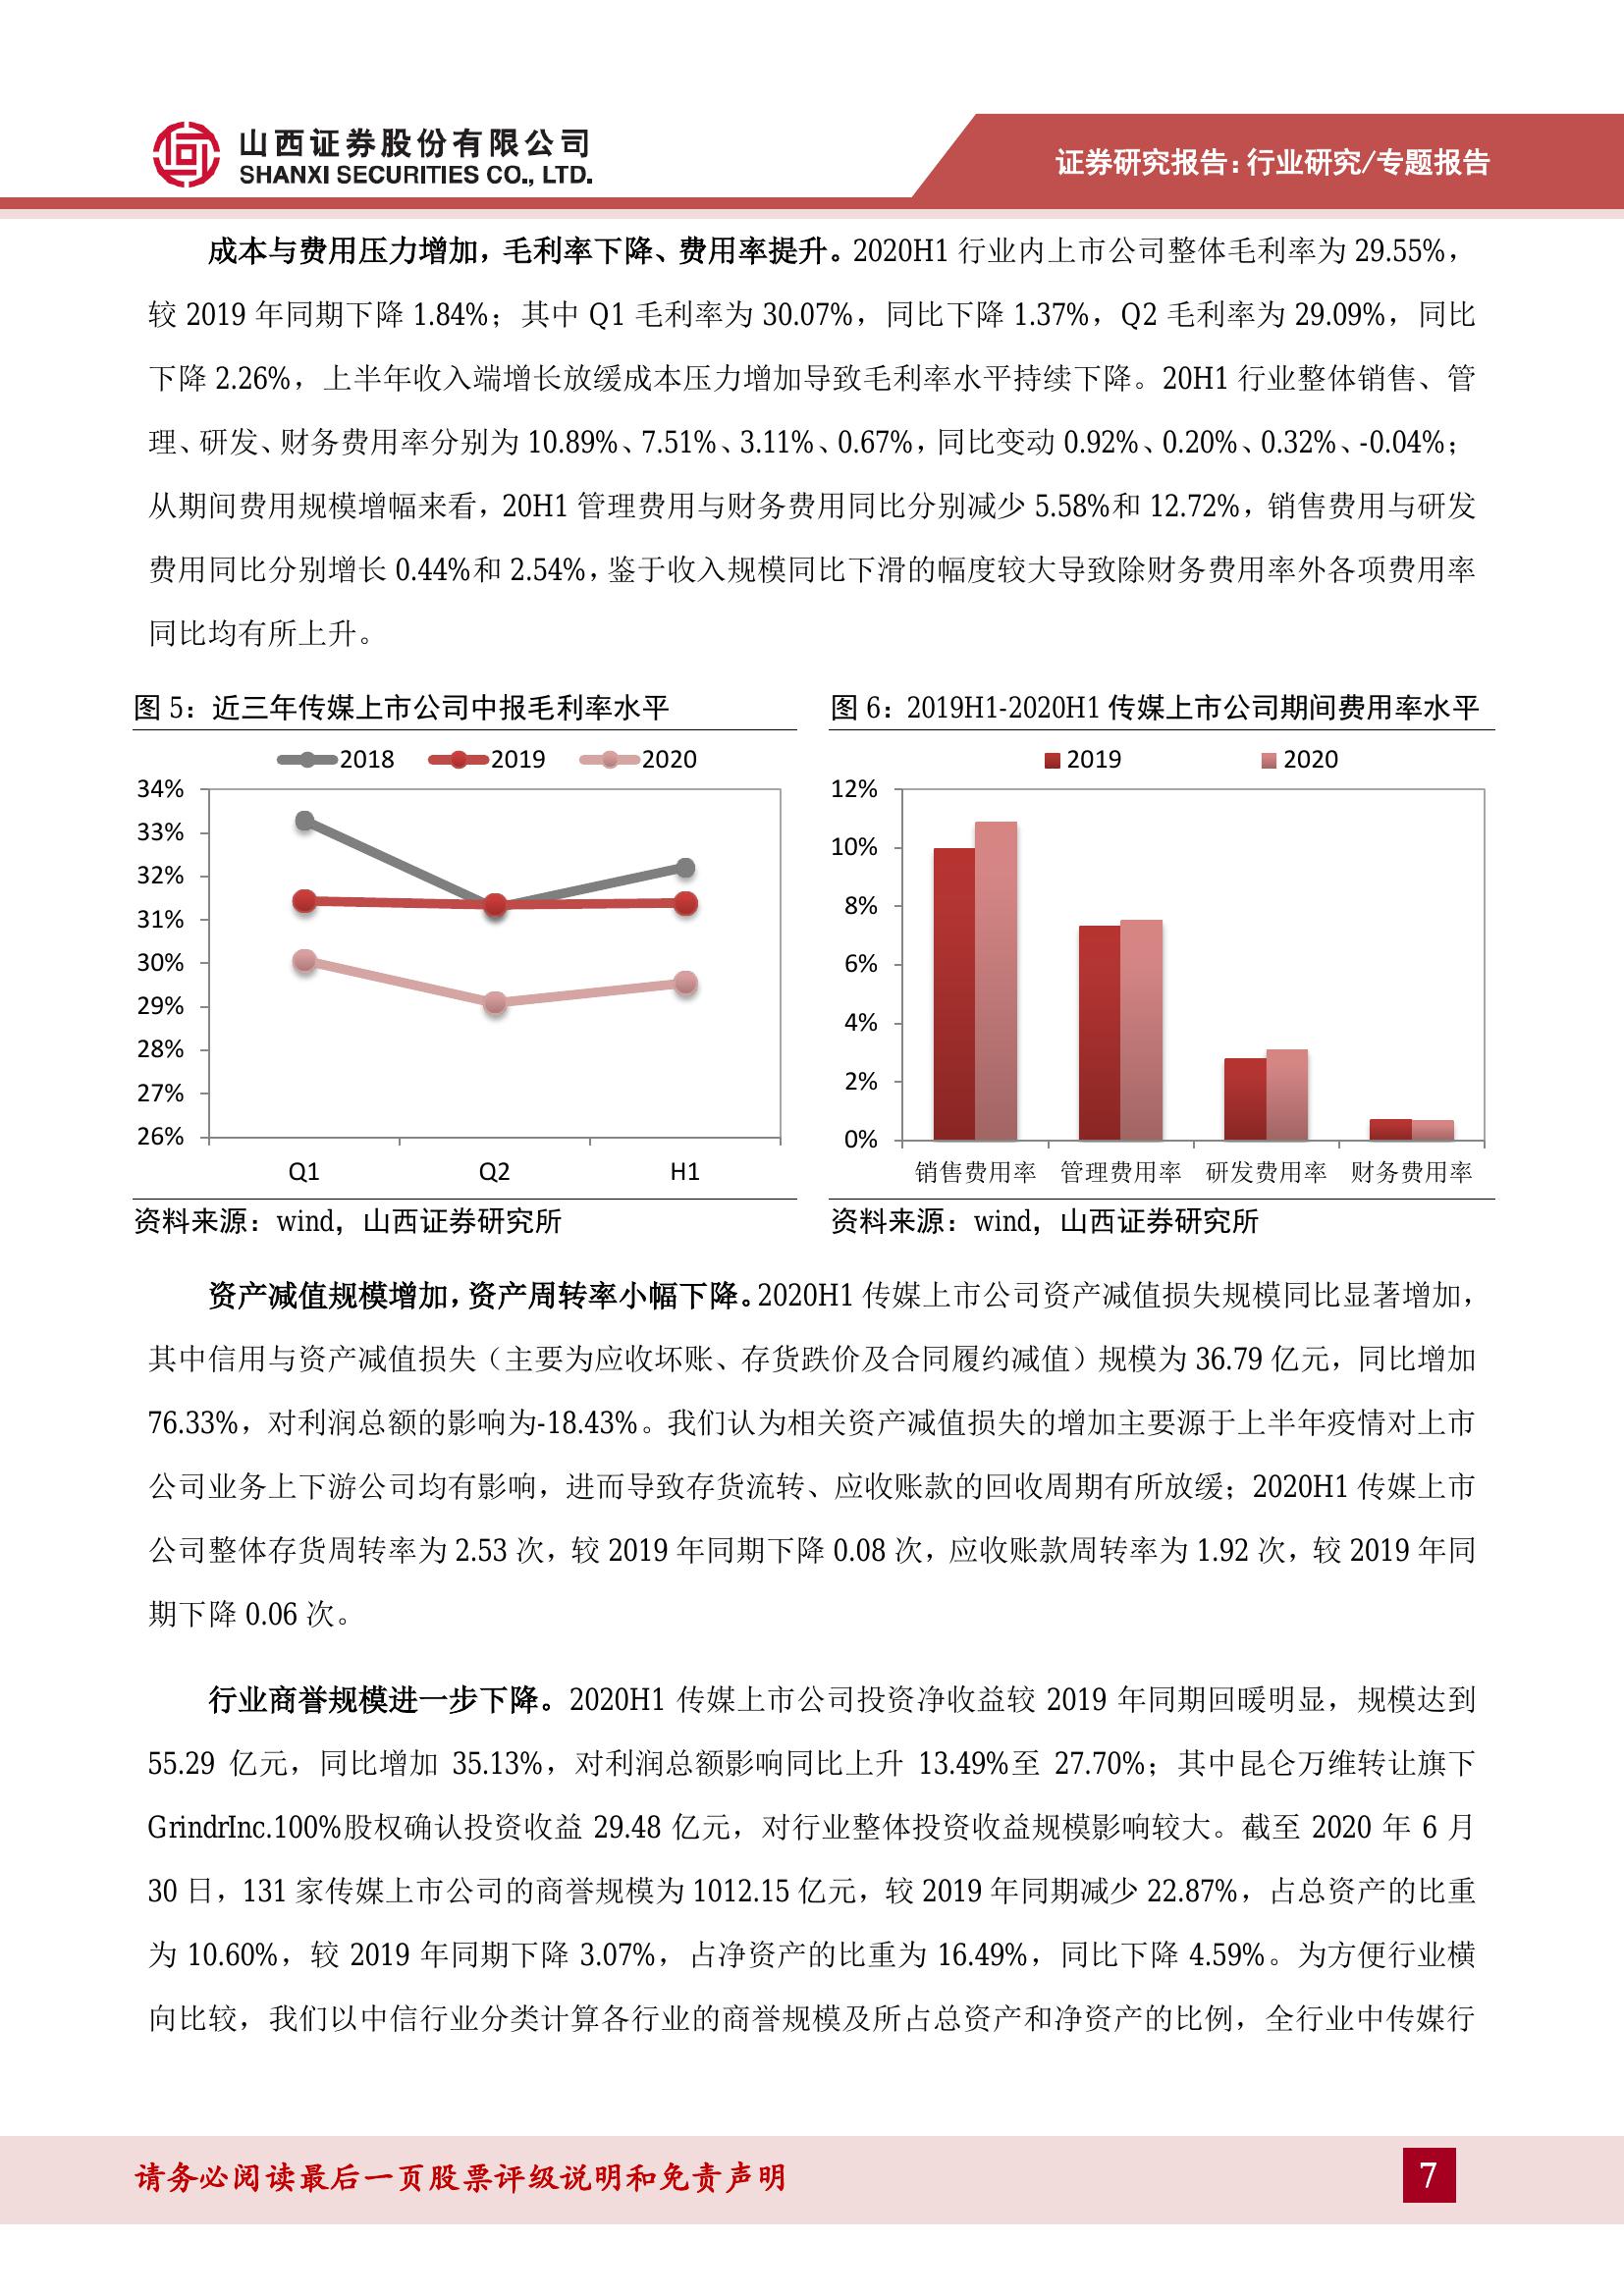 山西证券股份有限公司
SHANXI SECURITIES CO., LTD.
证券研究报告:行业研究/专题报告
成本与费用压力增加，毛利率下降、费用率提升。2020H1 行业内上市公司整体毛利率为 29.55%，
较 2019 年同期下降 1.84%；其中 Q1 毛利率为 30.07%，同比下降 1.37%，Q2 毛利率为 29.09%，同比
下降 2.26%，上半年收入端增长放缓成本压力增加导致毛利率水平持续下降。20H1 行业整体销售、管
理、研发、财务费用率分别为 10.89%、7.51%、3.11%、0.67%，同比变动 0.92%、0.20%、0.32%、-0.04%；
从期间费用规模增幅来看，20H1 管理费用与财务费用同比分别减少 5.58%和 12.72%，销售费用与研发
费用同比分别增长 0.44%和 2.54%，鉴于收入规模同比下滑的幅度较大导致除财务费用率外各项费用率
同比均有所上升。
图 5：近三年传媒上市公司中报毛利率水平
2018 2019 2020
34%
33%
32%
31%
30%
29%
28%
27%
26%
Q1 Q2 H1
资料来源：wind，山西证券研究所
图 6：2019H1-2020H1 传媒上市公司期间费用率水平
2019 2020
12%
10%
8%
6%
4%
2%
0%
销售费用率 管理费用率 研发费用率 财务费用率
资料来源：wind，山西证券研究所
资产减值规模增加，资产周转率小幅下降。2020H1 传媒上市公司资产减值损失规模同比显著增加，
其中信用与资产减值损失（主要为应收坏账、存货跌价及合同履约减值）规模为 36.79 亿元，同比增加
76.33%，对利润总额的影响为-18.43%。我们认为相关资产减值损失的增加主要源于上半年疫情对上市
公司业务上下游公司均有影响，进而导致存货流转、应收账款的回收周期有所放缓；2020H1 传媒上市
公司整体存货周转率为 2.53 次，较 2019 年同期下降 0.08 次，应收账款周转率为 1.92 次，较 2019 年同
期下降 0.06 次。
行业商誉规模进一步下降。2020H1 传媒上市公司投资净收益较 2019 年同期回暖明显，规模达到
55.29 亿元，同比增加 35.13%，对利润总额影响同比上升 13.49%至 27.70%；其中昆仑万维转让旗下
GrindrInc.100%股权确认投资收益 29.48 亿元，对行业整体投资收益规模影响较大。截至 2020 年 6 月
30 日，131 家传媒上市公司的商誉规模为 1012.15 亿元，较 2019 年同期减少 22.87%，占总资产的比重
为 10.60%，较 2019 年同期下降 3.07%，占净资产的比重为 16.49%，同比下降 4.59%。为方便行业横
向比较，我们以中信行业分类计算各行业的商誉规模及所占总资产和净资产的比例，全行业中传媒行
请务必阅读最后一页股票评级说明和免责声明
7